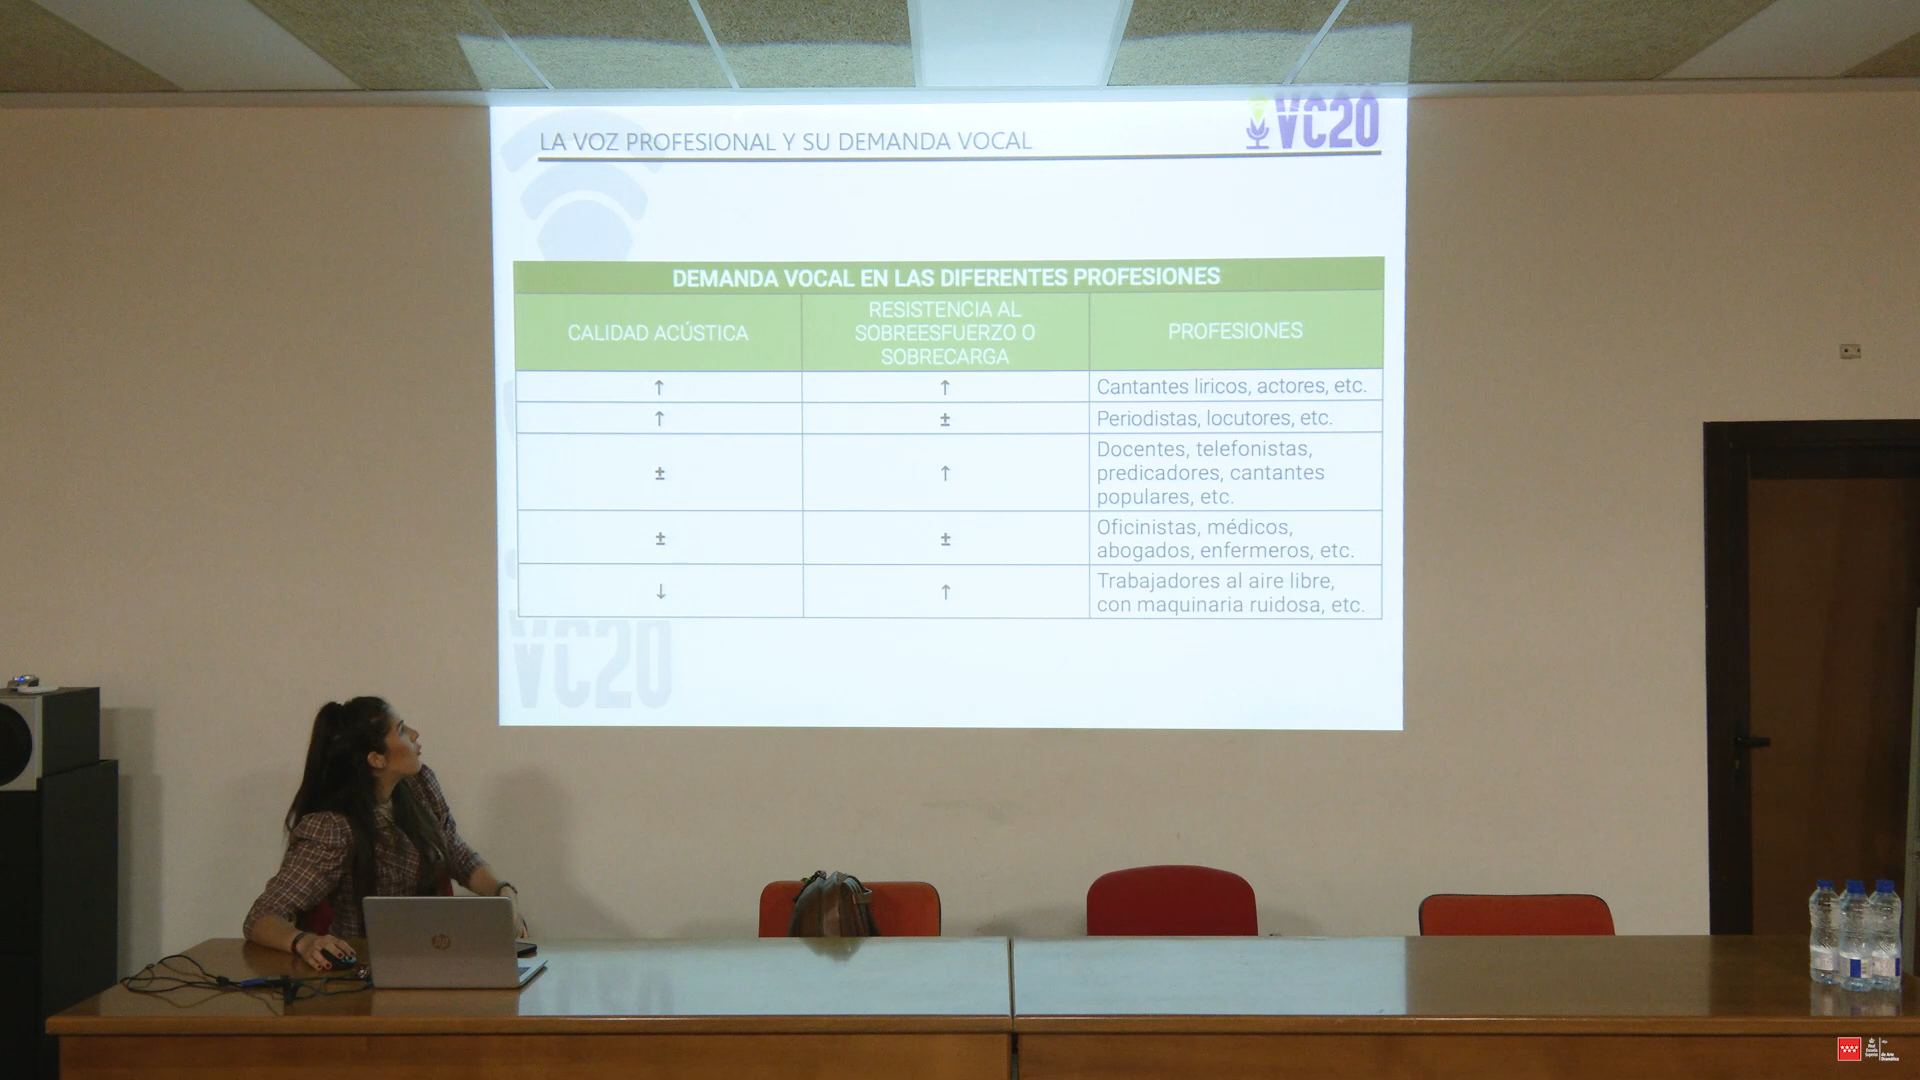 LA VOZ PROFESIONAL Y SU DEMANDA VOCAL
VC20
DEMANDA VOCAL EN LAS DIFERENTES PROFESIONES
CALIDAD ACÚSTICA
RESISTENCIA AL
SOBREESFUERZO O
SOBRECARGA
PROFESIONES
↑ ↑ Cantantes liricos, actores, etc.
↑ ± Periodistas, locutores, etc.
± ↑ Docentes, telefonistas,
predicadores, cantantes
populares, etc.
± ± Oficinistas, médicos,
abogados, enfermeros, etc.
↓ ↑ Trabajadores al aire libre,
con maquinaria ruidosa, etc.
VC20
hp